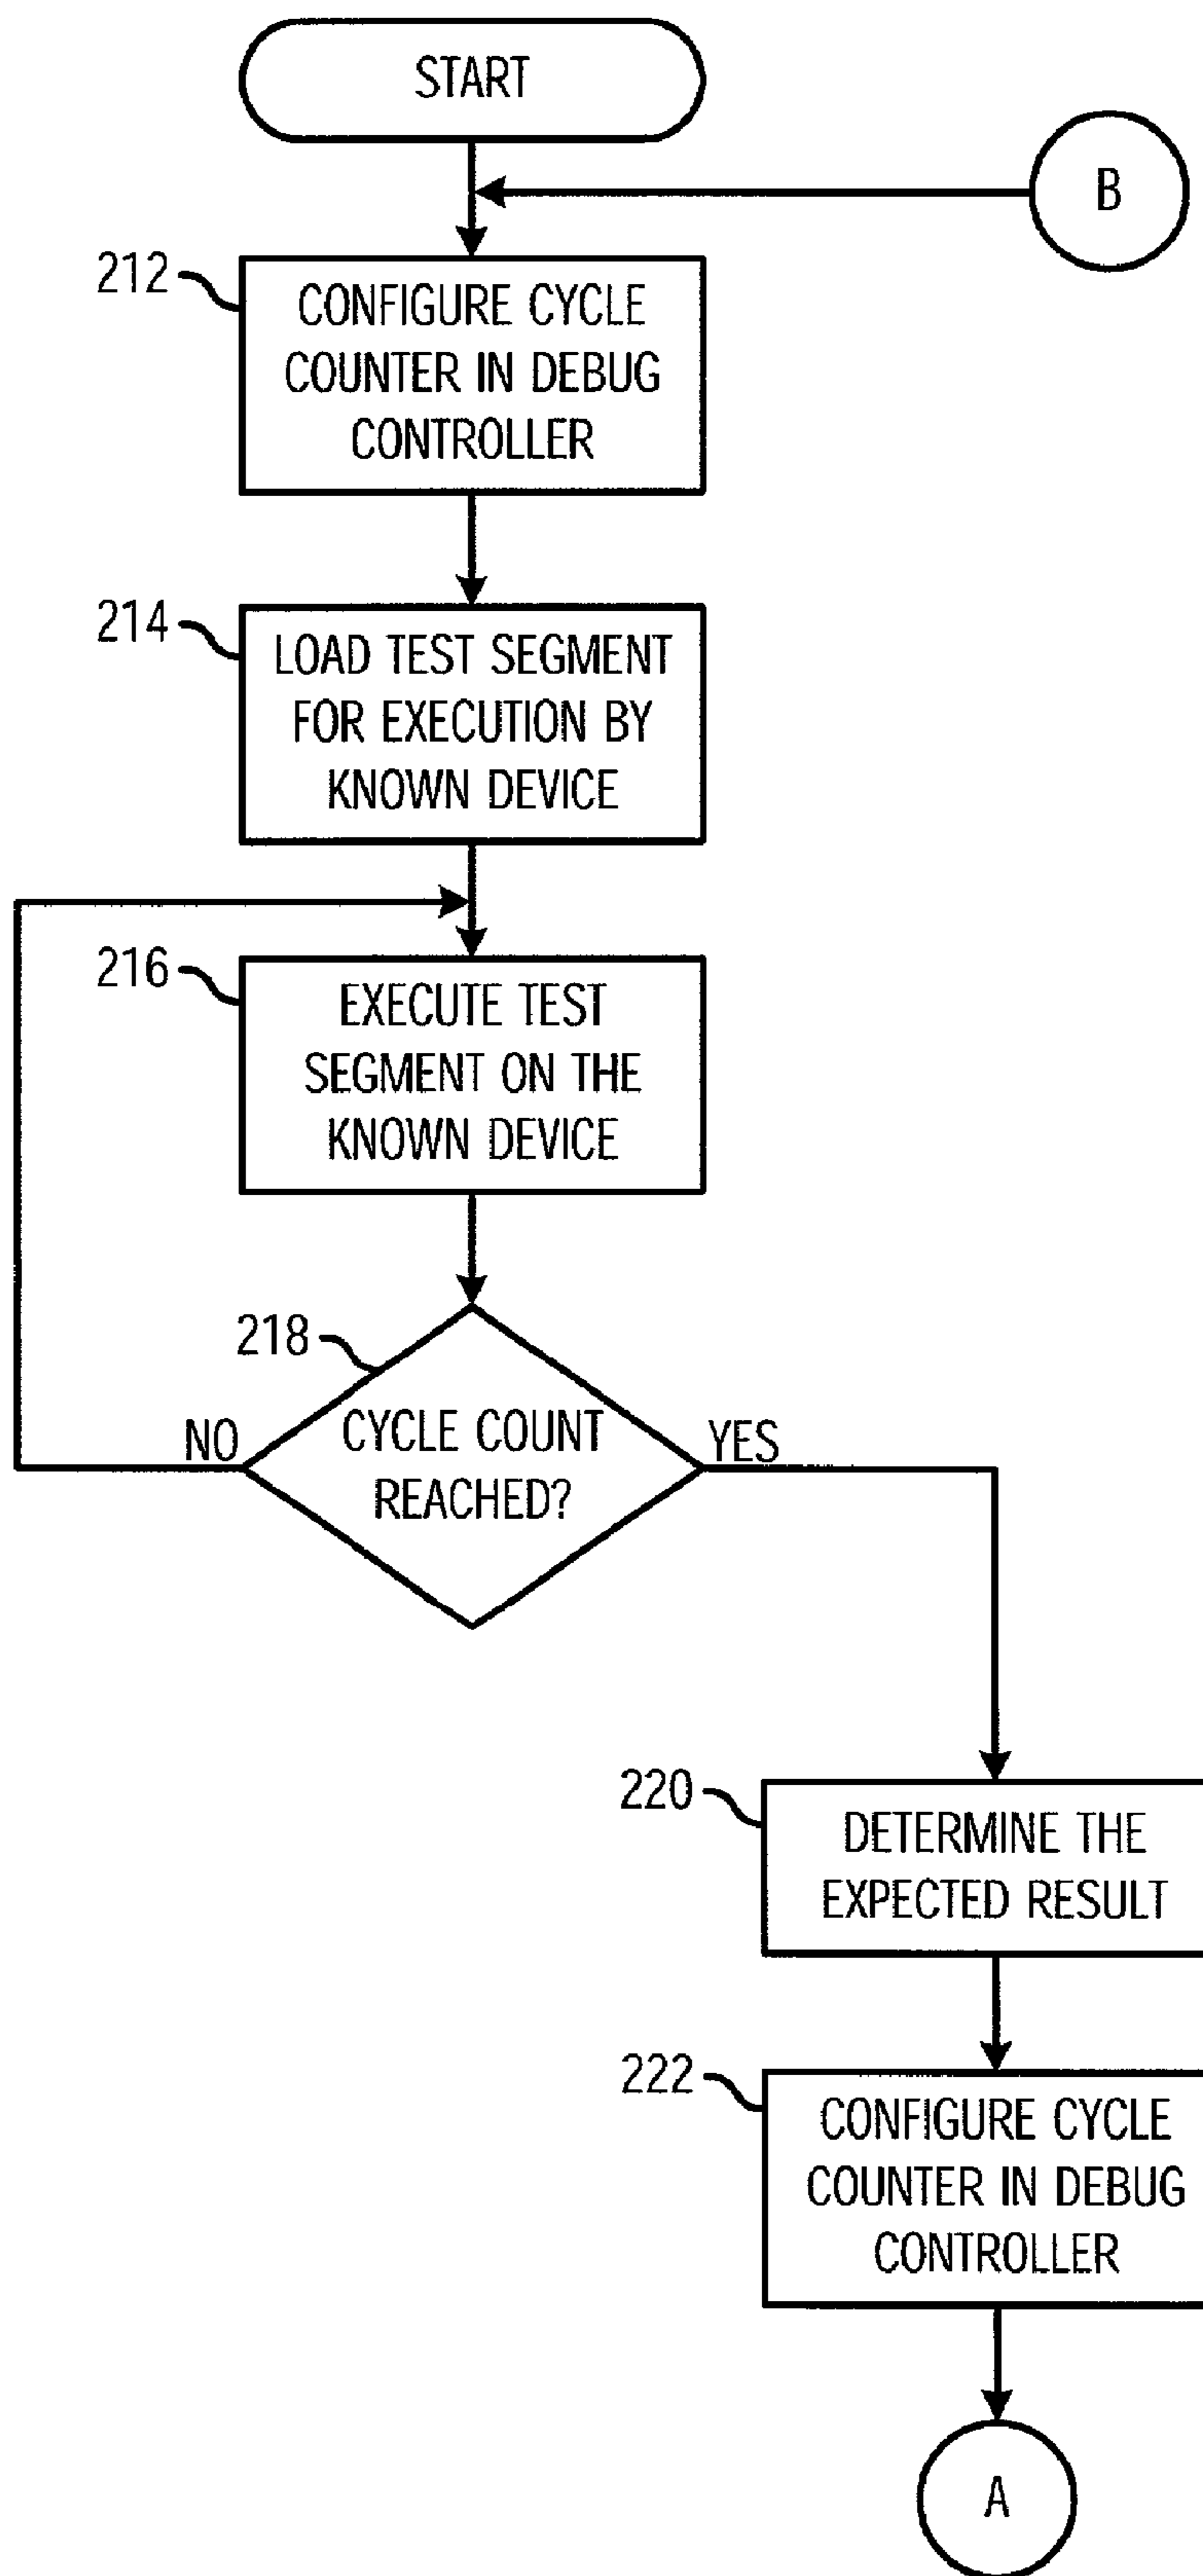 START
B
212
CONFIGURE CYCLE
COUNTER IN DEBUG
CONTROLLER
214
LOAD TEST SEGMENT
FOR EXECUTION BY
KNOWN DEVICE
216
EXECUTE TEST
SEGMENT ON THE
KNOWN DEVICE
218
CYCLE COUNT
REACHED?
NO
YES
220
DETERMINE THE
EXPECTED RESULT
222
CONFIGURE CYCLE
COUNTER IN DEBUG
CONTROLLER
A